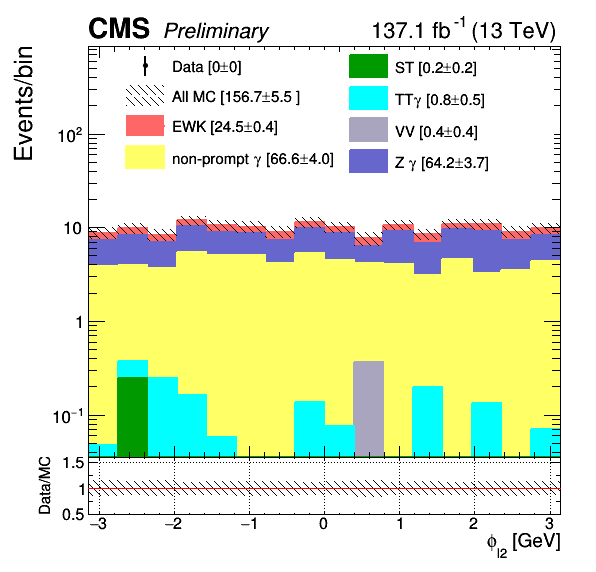 CMS Preliminary 137.1 fb⁻¹ (13 TeV)
Events/bin
Data [0±0]
All MC [156.7±5.5 ]
EWK [24.5±0.4]
non-prompt γ [66.6±4.0]
ST [0.2±0.2]
TTγ [0.8±0.5]
VV [0.4±0.4]
Z γ [64.2±3.7]
10²
10
1
10⁻¹
Data/MC
1.5
1
0.5
−3 −2 −1 0 1 2 3
ϕ_l2 [GeV]